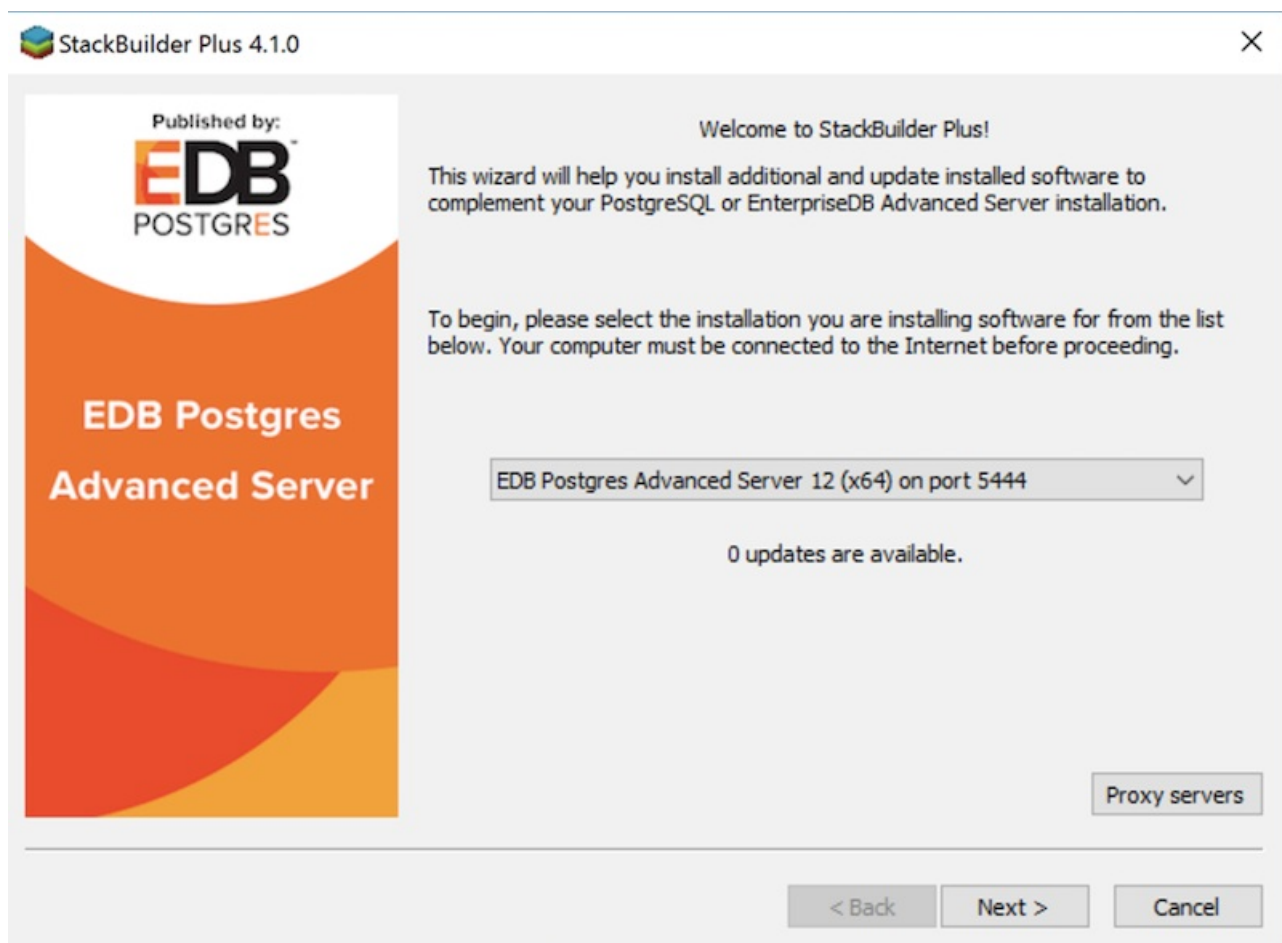 StackBuilder Plus 4.1.0
Published by:
EDB™
POSTGRES
EDB Postgres
Advanced Server
Welcome to StackBuilder Plus!
This wizard will help you install additional and update installed software to
complement your PostgreSQL or EnterpriseDB Advanced Server installation.
To begin, please select the installation you are installing software for from the list
below. Your computer must be connected to the Internet before proceeding.
EDB Postgres Advanced Server 12 (x64) on port 5444
0 updates are available.
Proxy servers
< Back
Next >
Cancel